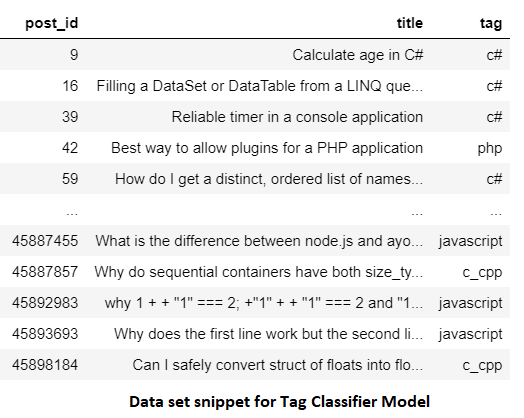 post_id title tag
9 Calculate age in C# c#
16 Filling a DataSet or DataTable from a LINQ que... c#
39 Reliable timer in a console application c#
42 Best way to allow plugins for a PHP application php
59 How do I get a distinct, ordered list of names... c#
... ... ...
45887455 What is the difference between node.js and ayo... javascript
45887857 Why do sequential containers have both size_ty... c_cpp
45892983 why 1 + + "1" === 2; +"1" + + "1" === 2 and "1... javascript
45893693 Why does the first line work but the second li... javascript
45898184 Can I safely convert struct of floats into flo... c_cpp
Data set snippet for Tag Classifier Model